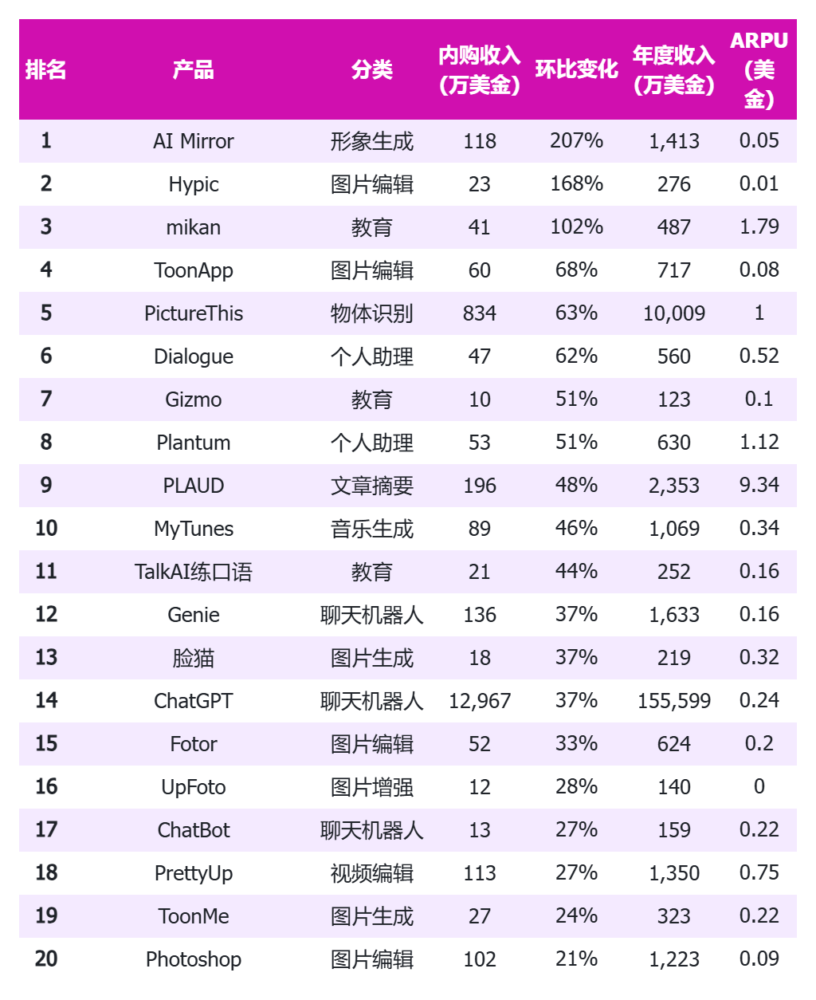 排名 产品 分类 内购收入(万美金) 环比变化 年度收入(万美金) ARPU(美金)
1 AI Mirror 形象生成 118 207% 1,413 0.05
2 Hypic 图片编辑 23 168% 276 0.01
3 mikan 教育 41 102% 487 1.79
4 ToonApp 图片编辑 60 68% 717 0.08
5 PictureThis 物体识别 834 63% 10,009 1
6 Dialogue 个人助理 47 62% 560 0.52
7 Gizmo 教育 10 51% 123 0.1
8 Plantum 个人助理 53 51% 630 1.12
9 PLAUD 文章摘要 196 48% 2,353 9.34
10 MyTunes 音乐生成 89 46% 1,069 0.34
11 TalkAI练口语 教育 21 44% 252 0.16
12 Genie 聊天机器人 136 37% 1,633 0.16
13 脸猫 图片生成 18 37% 219 0.32
14 ChatGPT 聊天机器人 12,967 37% 155,599 0.24
15 Fotor 图片编辑 52 33% 624 0.2
16 UpFoto 图片增强 12 28% 140 0
17 ChatBot 聊天机器人 13 27% 159 0.22
18 PrettyUp 视频编辑 113 27% 1,350 0.75
19 ToonMe 图片生成 27 24% 323 0.22
20 Photoshop 图片编辑 102 21% 1,223 0.09